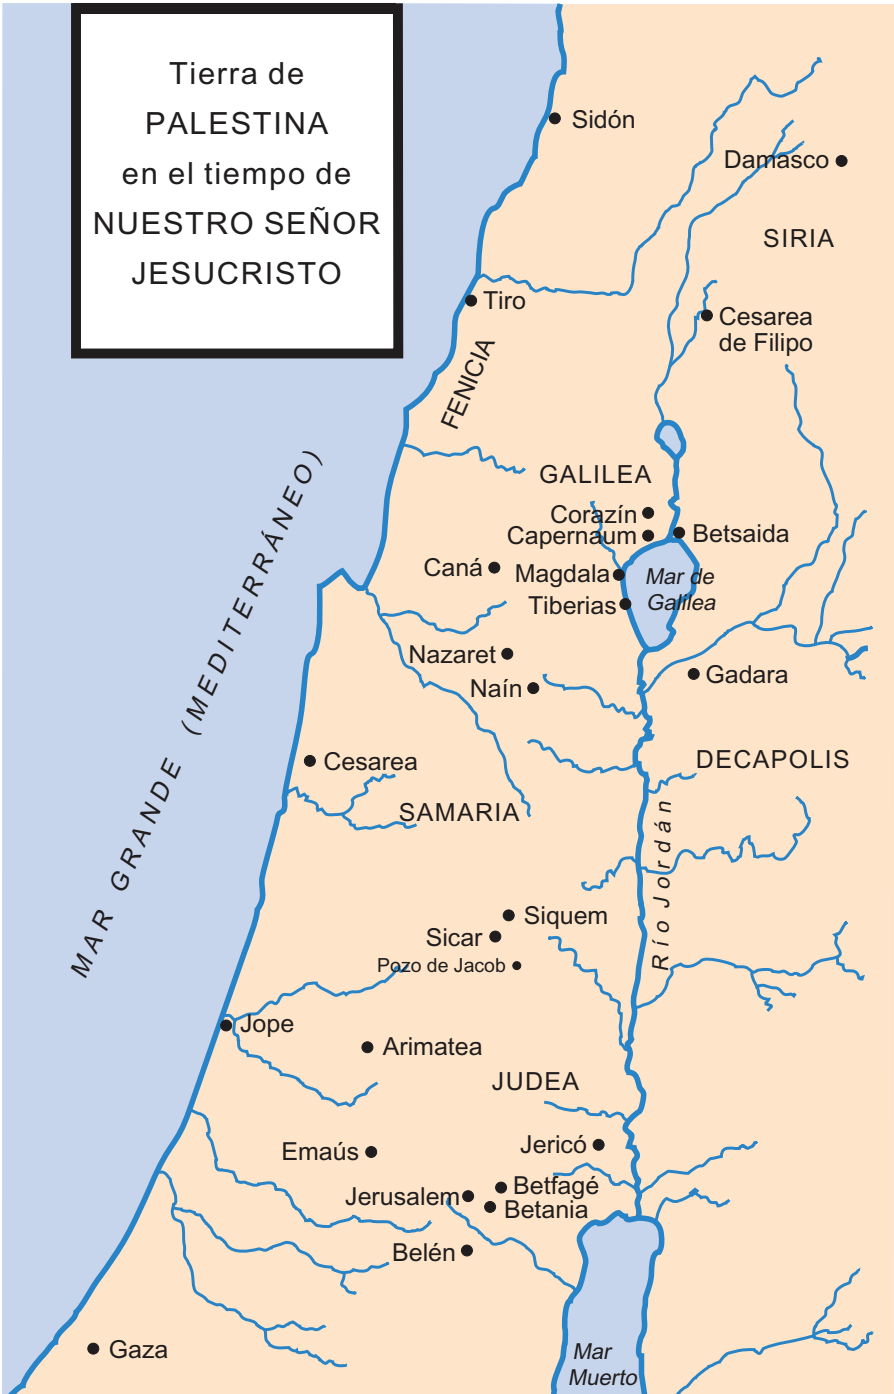 Tierra de
PALESTINA
en el tiempo de
NUESTRO SEÑOR
JESUCRISTO
Sidón
Damasco
SIRIA
Tiro
Cesarea
de Filipo
FENICIA
MAR GRANDE (MEDITERRÁNEO)
GALILEA
Corazín
Capernaum
Betsaida
Caná
Magdala
Mar de
Galilea
Tiberias
Nazaret
Gadara
Naín
Cesarea
DECAPOLIS
SAMARIA
Río Jordán
Siquem
Sicar
Pozo de Jacob
Jope
Arimatea
JUDEA
Emaús
Jericó
Jerusalem
Betfagé
Betania
Belén
Gaza
Mar
Muerto